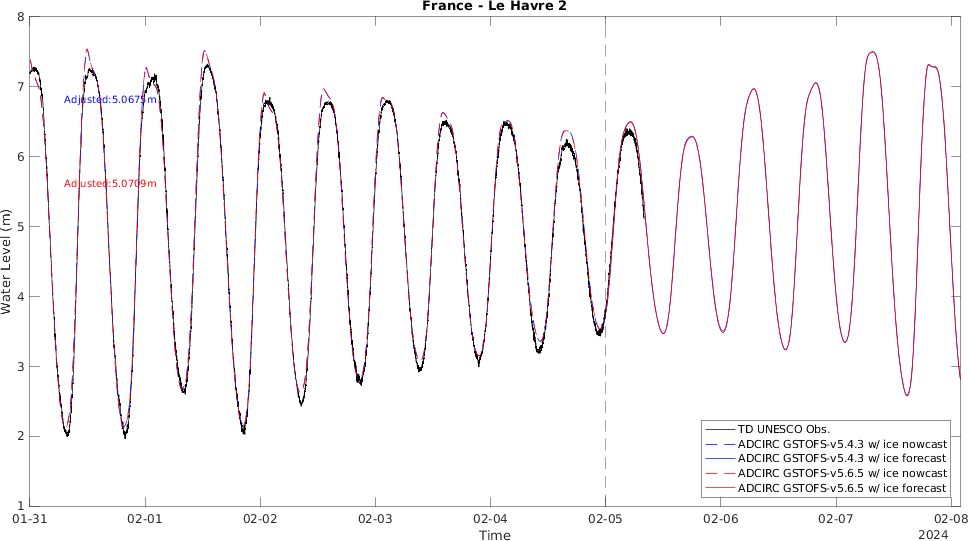 France - Le Havre 2
8
7
6
5
4
3
2
1
Water Level (m)
Adjusted:5.0675m
Adjusted:5.0709m
TD UNESCO Obs.
ADCIRC GSTOFS-v5.4.3 w/ ice nowcast
ADCIRC GSTOFS-v5.4.3 w/ ice forecast
ADCIRC GSTOFS-v5.6.5 w/ ice nowcast
ADCIRC GSTOFS-v5.6.5 w/ ice forecast
01-31 02-01 02-02 02-03 02-04 02-05 02-06 02-07 02-08
Time
2024